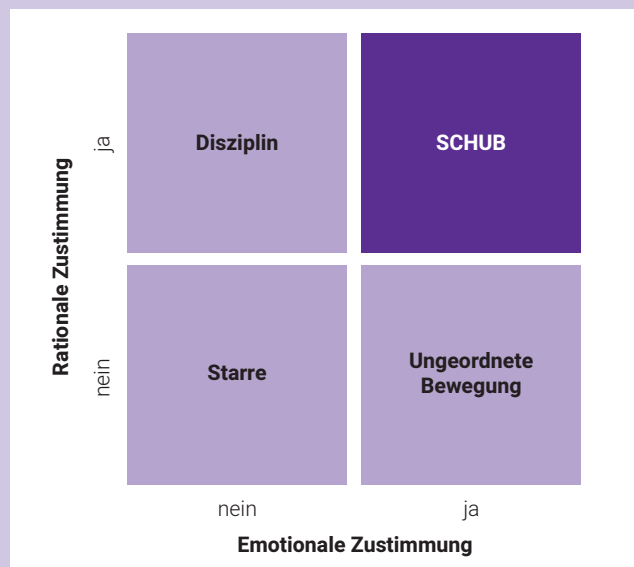 Rationale Zustimmung
ja
Disziplin
SCHUB
nein
Starre
Ungeordnete
Bewegung
nein
ja
Emotionale Zustimmung